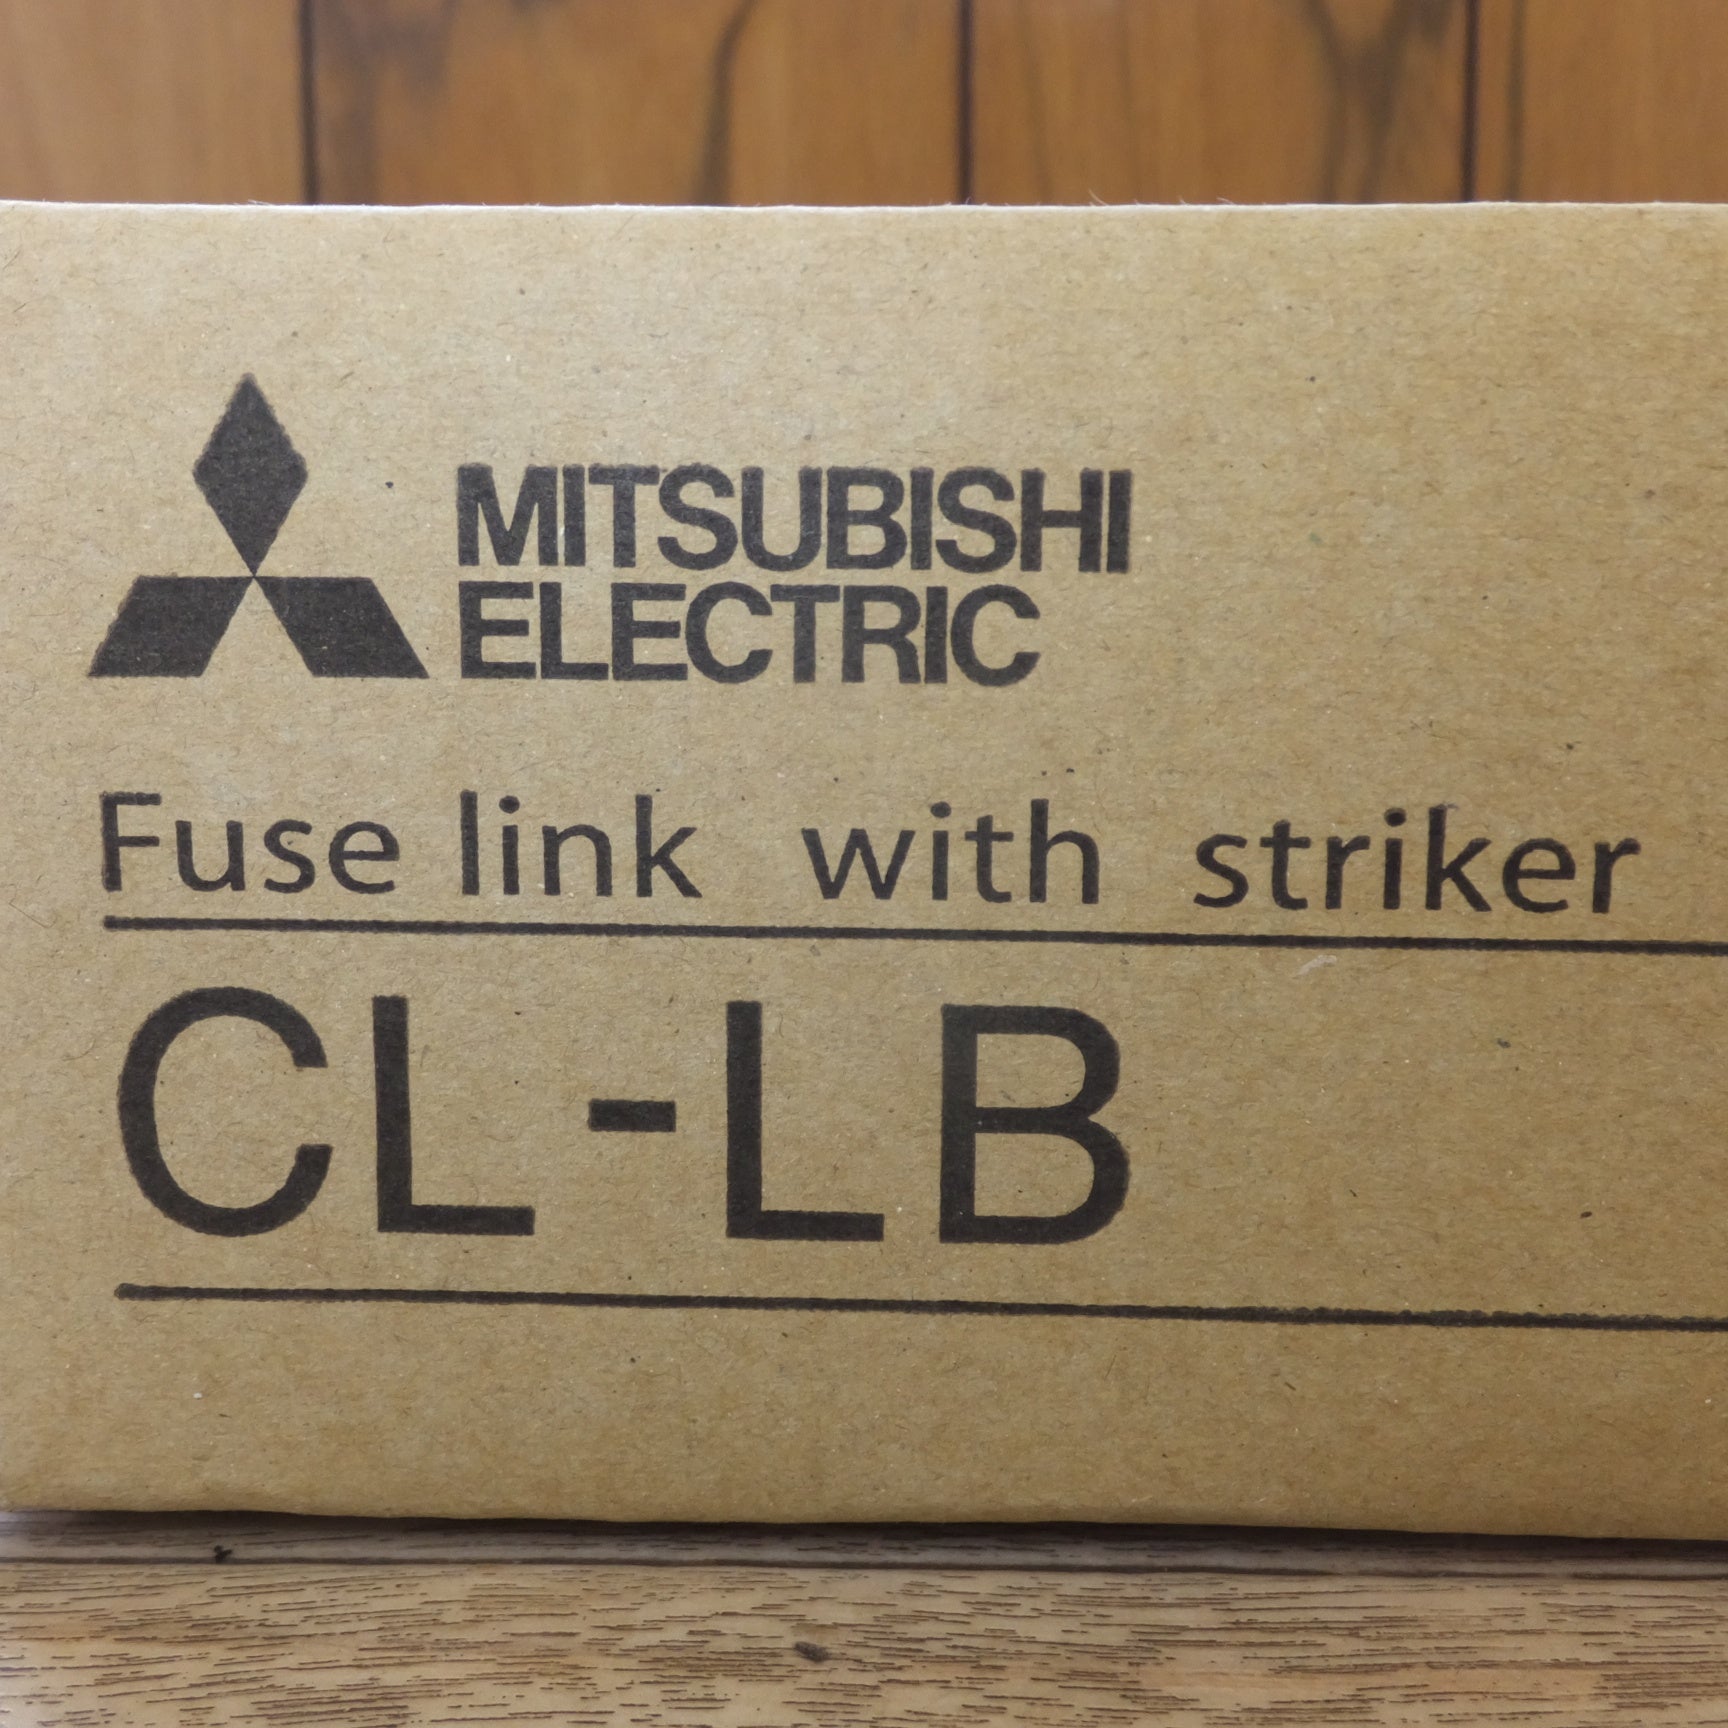 MITSUBISHI
ELECTRIC
Fuse link with striker
CL-LB